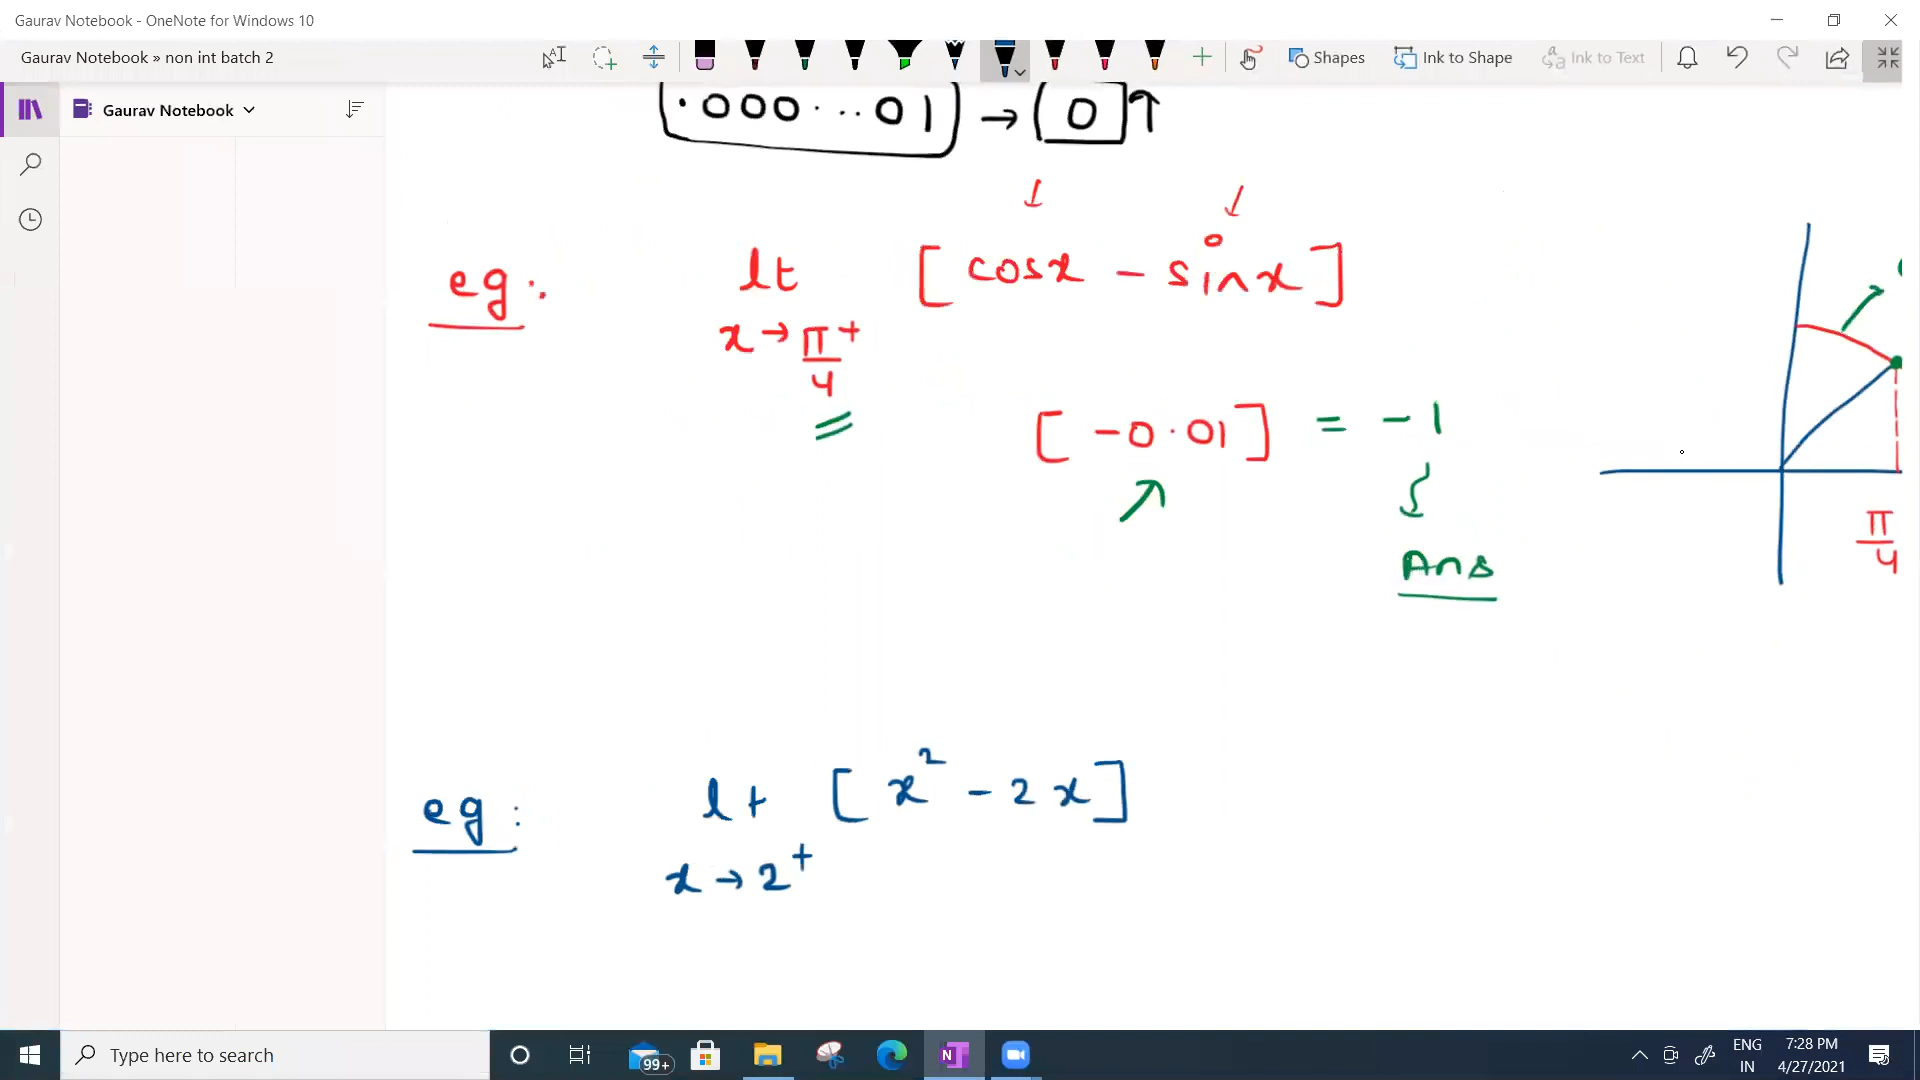 Gaurav Notebook - OneNote for Windows 10
Gaurav Notebook » non int batch 2
Shapes
Ink to Shape
Ink to Text
Gaurav Notebook
.000...01 → 0 ↑
eg: lt [cosx - sinx]
x → π/4⁺
[-0.01] = -1
Ans
π/4
eg: lt [x² - 2x]
x → 2⁺
Type here to search
99+
N
ENG
IN
7:28 PM
4/27/2021